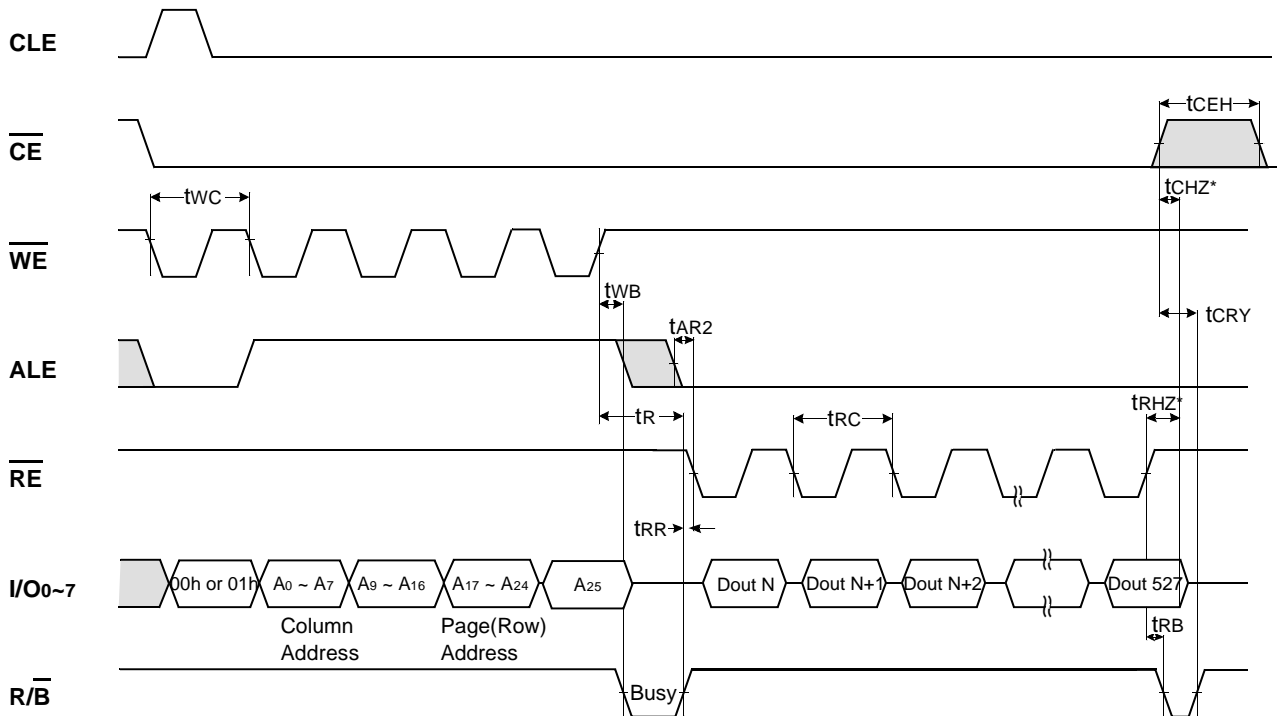 CLE
tCEH
CE
tCHZ*
tWC
WE
tWB
tCRY
tAR2
ALE
tRHZ*
tR
tRC
RE
tRR
I/O0~7
00h or 01h
A0 ~ A7
A9 ~ A16
A17 ~ A24
A25
Dout N
Dout N+1
Dout N+2
Dout 527
Column
Address
Page(Row)
Address
tRB
R/B
Busy